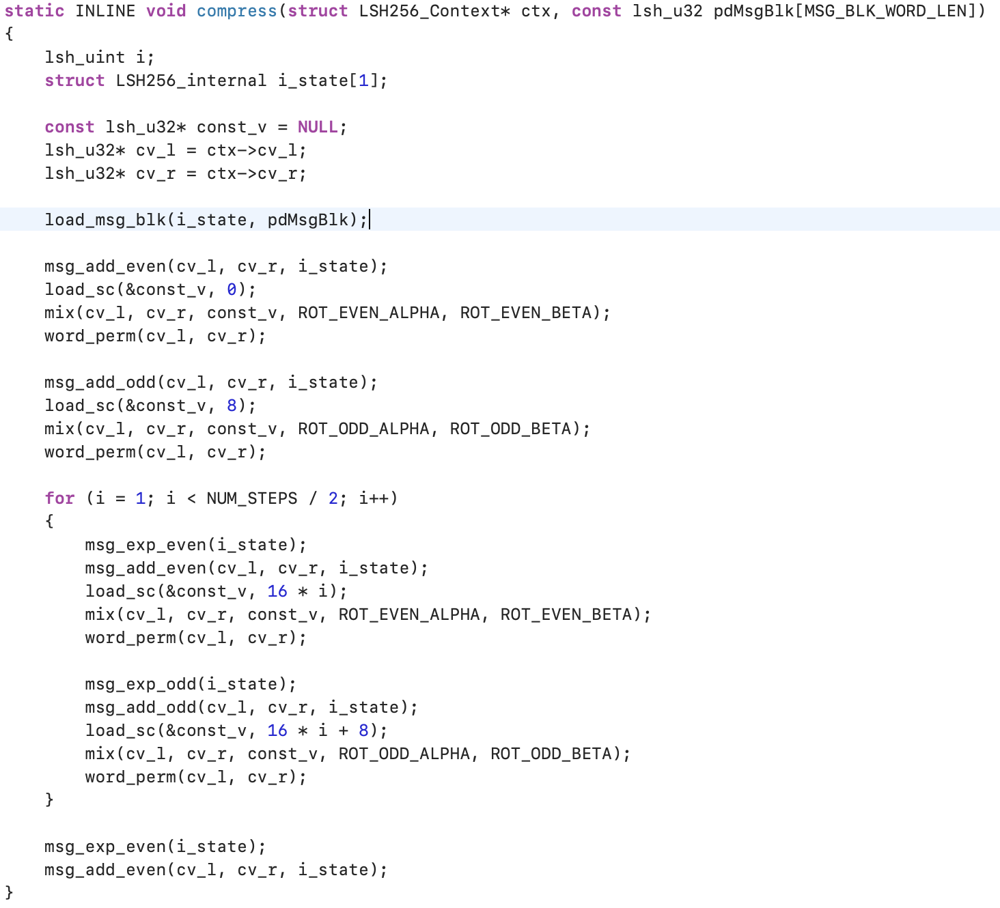 static INLINE void compress(struct LSH256_Context* ctx, const lsh_u32 pdMsgBlk[MSG_BLK_WORD_LEN])
{
    lsh_uint i;
    struct LSH256_internal i_state[1];

    const lsh_u32* const_v = NULL;
    lsh_u32* cv_l = ctx->cv_l;
    lsh_u32* cv_r = ctx->cv_r;

    load_msg_blk(i_state, pdMsgBlk);

    msg_add_even(cv_l, cv_r, i_state);
    load_sc(&const_v, 0);
    mix(cv_l, cv_r, const_v, ROT_EVEN_ALPHA, ROT_EVEN_BETA);
    word_perm(cv_l, cv_r);

    msg_add_odd(cv_l, cv_r, i_state);
    load_sc(&const_v, 8);
    mix(cv_l, cv_r, const_v, ROT_ODD_ALPHA, ROT_ODD_BETA);
    word_perm(cv_l, cv_r);

    for (i = 1; i < NUM_STEPS / 2; i++)
    {
        msg_exp_even(i_state);
        msg_add_even(cv_l, cv_r, i_state);
        load_sc(&const_v, 16 * i);
        mix(cv_l, cv_r, const_v, ROT_EVEN_ALPHA, ROT_EVEN_BETA);
        word_perm(cv_l, cv_r);

        msg_exp_odd(i_state);
        msg_add_odd(cv_l, cv_r, i_state);
        load_sc(&const_v, 16 * i + 8);
        mix(cv_l, cv_r, const_v, ROT_ODD_ALPHA, ROT_ODD_BETA);
        word_perm(cv_l, cv_r);
    }

    msg_exp_even(i_state);
    msg_add_even(cv_l, cv_r, i_state);
}